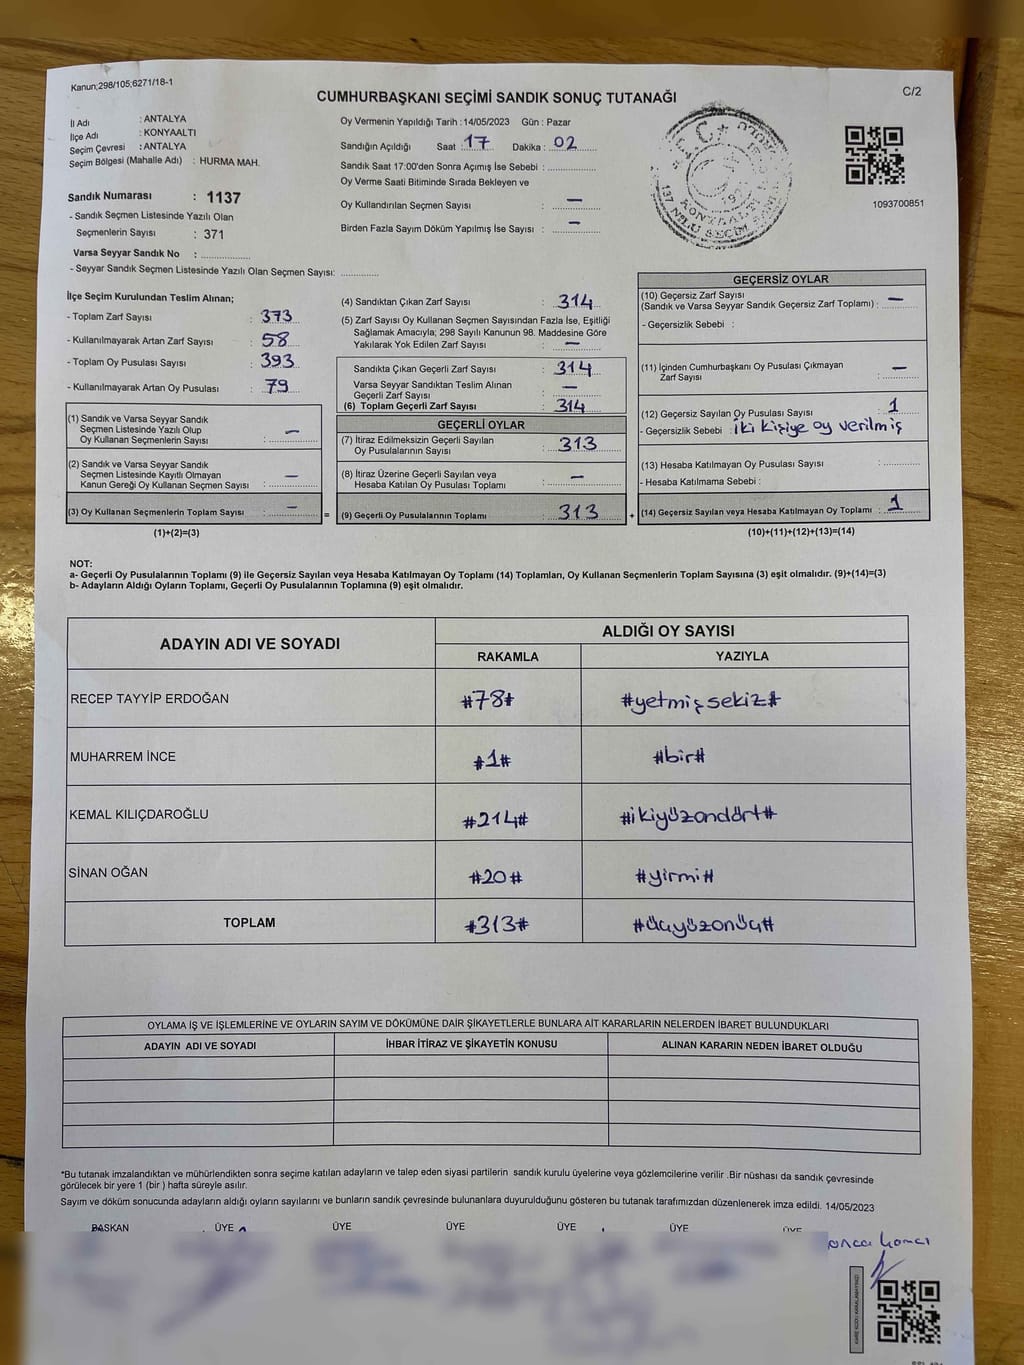 Kanun;298/105;6271/18-1
CUMHURBAŞKANI SEÇİMİ SANDIK SONUÇ TUTANAĞI
C/2
İl Adı : ANTALYA
İlçe Adı : KONYAALTI
Seçim Çevresi : ANTALYA
Seçim Bölgesi (Mahalle Adı) : HURMA MAH.
Sandık Numarası : 1137
- Sandık Seçmen Listesinde Yazılı Olan
Seçmenlerin Sayısı : 371
Varsa Seyyar Sandık No : ................
- Seyyar Sandık Seçmen Listesinde Yazılı Olan Seçmen Sayısı: ............
Oy Vermenin Yapıldığı Tarih : 14/05/2023 Gün : Pazar
Sandığın Açıldığı Saat : 17 Dakika : 02
Sandık Saat 17:00'den Sonra Açımış İse Sebebi : ................
Oy Verme Saati Bitiminde Sırada Bekleyen ve
Oy Kullandırılan Seçmen Sayısı : —
Birden Fazla Sayım Döküm Yapılmış İse Sayısı : —
1093700851
İlçe Seçim Kurulundan Teslim Alınan;
- Toplam Zarf Sayısı : 373
- Kullanılmayarak Artan Zarf Sayısı : 58
- Toplam Oy Pusulası Sayısı : 393
- Kullanılmayarak Artan Oy Pusulası : 79
(1) Sandık ve Varsa Seyyar Sandık
Seçmen Listesinde Yazılı Olup
Oy Kullanan Seçmenlerin Sayısı : —
(2) Sandık ve Varsa Seyyar Sandık
Seçmen Listesinde Kayıtlı Olmayan
Kanun Gereği Oy Kullanan Seçmen Sayısı : —
(3) Oy Kullanan Seçmenlerin Toplam Sayısı : — =
(1)+(2)=(3)
(4) Sandıktan Çıkan Zarf Sayısı : 314
(5) Zarf Sayısı Oy Kullanan Seçmen Sayısından Fazla İse, Eşitliği
Sağlamak Amacıyla; 298 Sayılı Kanunun 98. Maddesine Göre
Yakılarak Yok Edilen Zarf Sayısı : —
Sandıkta Çıkan Geçerli Zarf Sayısı : 314
Varsa Seyyar Sandıktan Teslim Alınan
Geçerli Zarf Sayısı : —
(6) Toplam Geçerli Zarf Sayısı : 314
GEÇERLİ OYLAR
(7) İtiraz Edilmeksizin Geçerli Sayılan
Oy Pusulalarının Sayısı : 313
(8) İtiraz Üzerine Geçerli Sayılan veya
Hesaba Katılan Oy Pusulası Toplamı : —
(9) Geçerli Oy Pusulalarının Toplamı : 313 +
GEÇERSİZ OYLAR
(10) Geçersiz Zarf Sayısı
(Sandık ve Varsa Seyyar Sandık Geçersiz Zarf Toplamı) : —
- Geçersizlik Sebebi :
(11) İçinden Cumhurbaşkanı Oy Pusulası Çıkmayan
Zarf Sayısı : —
(12) Geçersiz Sayılan Oy Pusulası Sayısı : 1
- Geçersizlik Sebebi : iki kişiye oy verilmiş
(13) Hesaba Katılmayan Oy Pusulası Sayısı : ............
- Hesaba Katılmama Sebebi :
(14) Geçersiz Sayılan veya Hesaba Katılmayan Oy Toplamı : 1
(10)+(11)+(12)+(13)=(14)
NOT:
a- Geçerli Oy Pusulalarının Toplamı (9) ile Geçersiz Sayılan veya Hesaba Katılmayan Oy Toplamı (14) Toplamları, Oy Kullanan Seçmenlerin Toplam Sayısına (3) eşit olmalıdır. (9)+(14)=(3)
b- Adayların Aldığı Oyların Toplamı, Geçerli Oy Pusulalarının Toplamına (9) eşit olmalıdır.
ADAYIN ADI VE SOYADI ALDIĞI OY SAYISI
RAKAMLA YAZIYLA
RECEP TAYYİP ERDOĞAN #78# #yetmişsekiz#
MUHARREM İNCE #1# #bir#
KEMAL KILIÇDAROĞLU #214# #ikiyüzondört#
SİNAN OĞAN #20# #yirmi#
TOPLAM #313# #üçyüzonüç#
OYLAMA İŞ VE İŞLEMLERİNE VE OYLARIN SAYIM VE DÖKÜMÜNE DAİR ŞİKAYETLERLE BUNLARA AİT KARARLARIN NELERDEN İBARET BULUNDUKLARI
ADAYIN ADI VE SOYADI İHBAR İTİRAZ VE ŞİKAYETİN KONUSU ALINAN KARARIN NEDEN İBARET OLDUĞU
*Bu tutanak imzalandıktan ve mühürlendikten sonra seçime katılan adayların ve talep eden siyasi partilerin sandık kurulu üyelerine veya gözlemcilerine verilir .Bir nüshası da sandık çevresinde
görülecek bir yere 1 (bir ) hafta süreyle asılır.
Sayım ve döküm sonucunda adayların aldığı oyların sayılarını ve bunların sandık çevresinde bulunanlara duyurulduğunu gösteren bu tutanak tarafımızdan düzenlenerek imza edildi. 14/05/2023
BAŞKAN ÜYE ÜYE ÜYE ÜYE ÜYE ÜYE